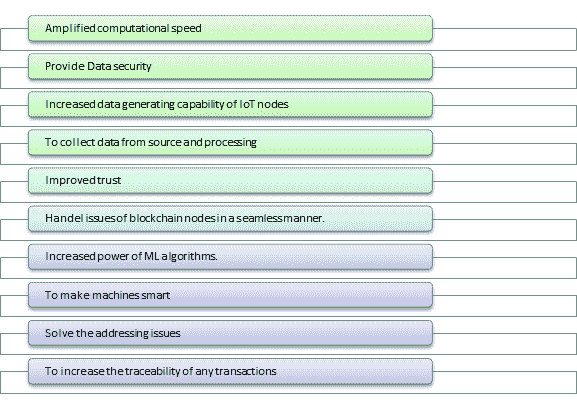 Amplified computational speed
Provide Data security
Increased data generating capability of IoT nodes
To collect data from source and processing
Improved trust
Handel issues of blockchain nodes in a seamless manner.
Increased power of ML algorithms.
To make machines smart
Solve the addressing issues
To increase the traceability of any transactions